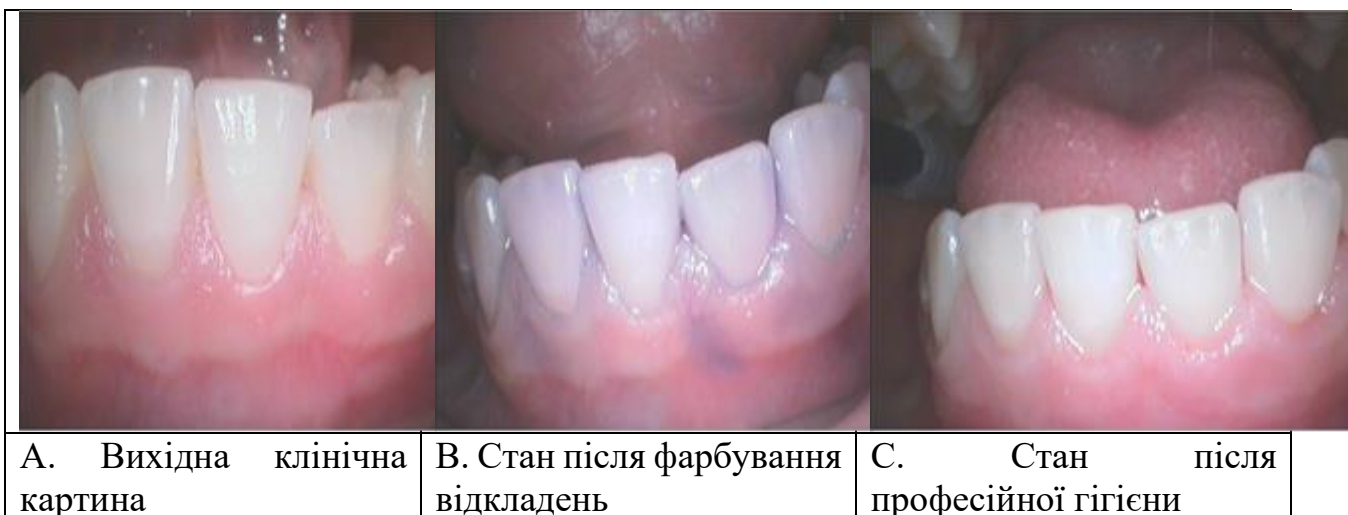 А. Вихідна клінічна
картина
В. Стан після фарбування
відкладень
С. Стан після
професійної гігієни